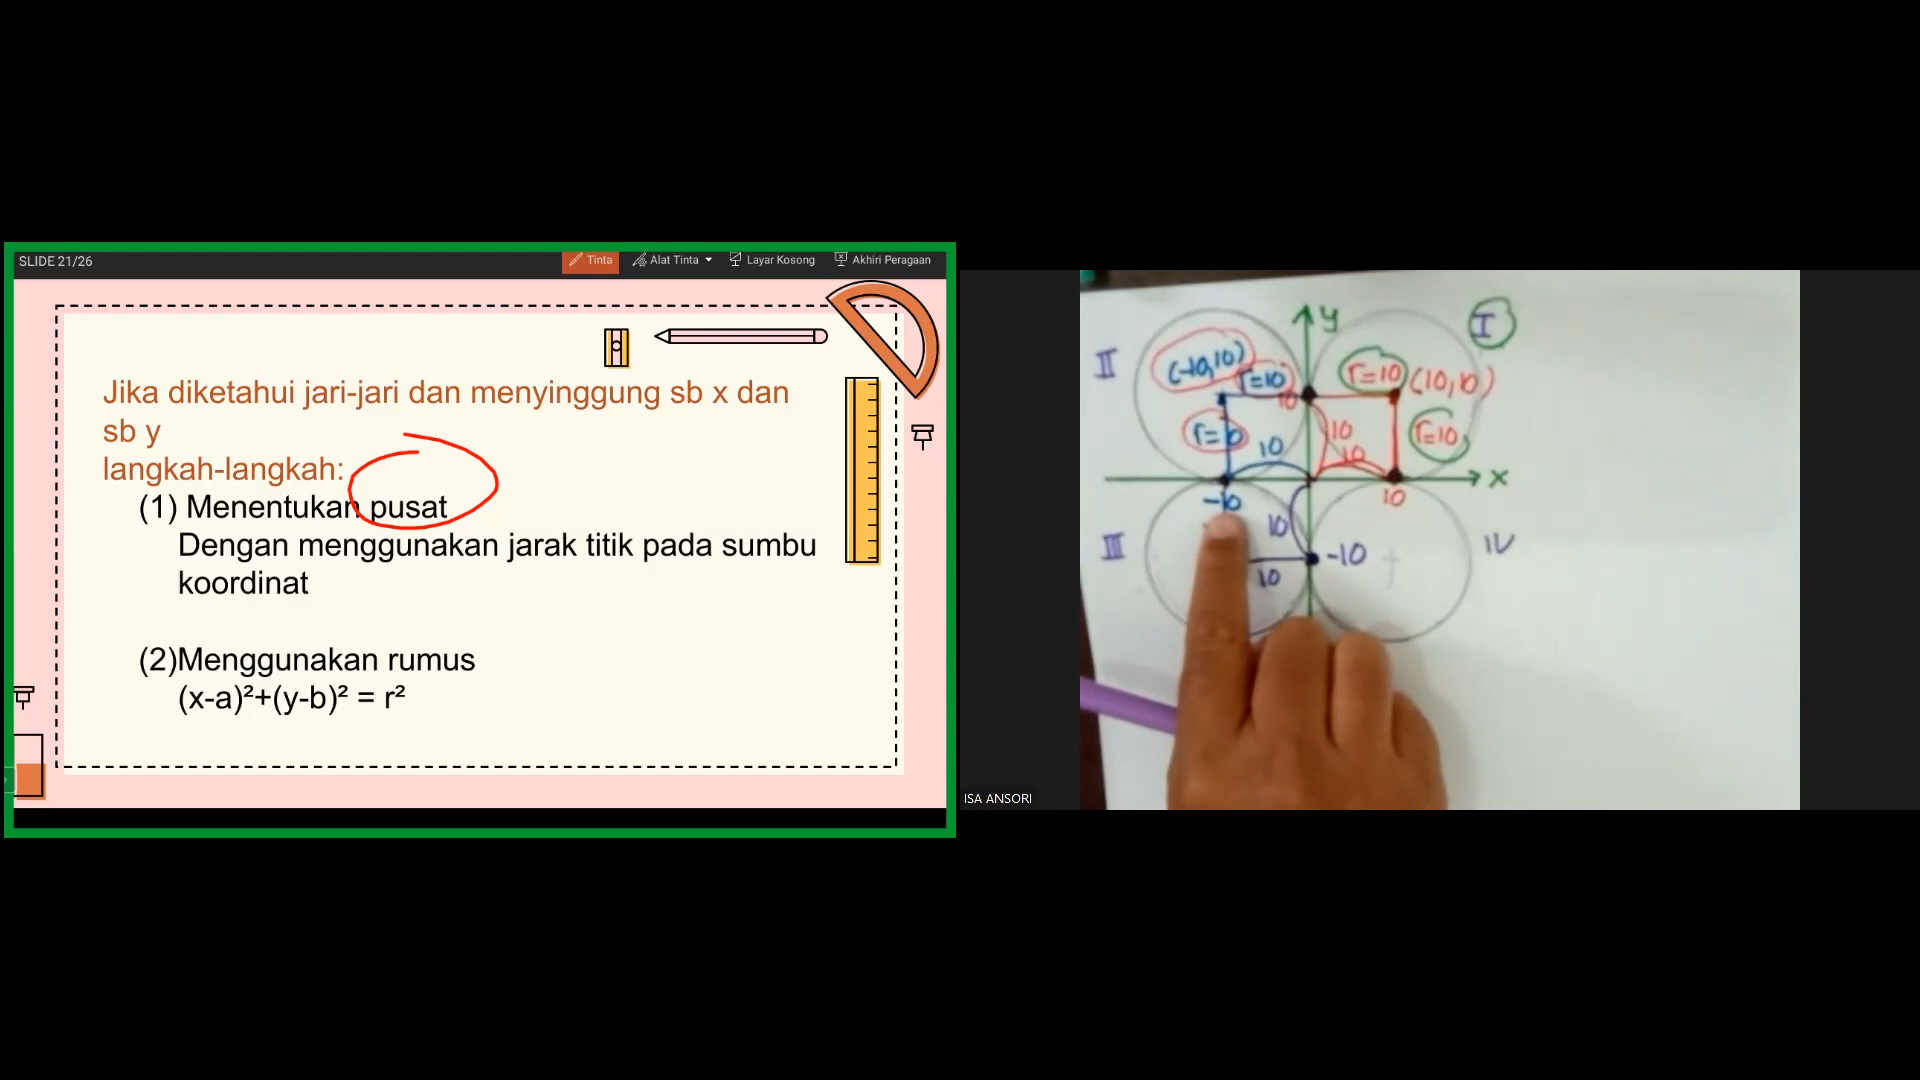 SLIDE 21/26
Tinta
Alat Tinta
Layar Kosong
Akhiri Peragaan
Jika diketahui jari-jari dan menyinggung sb x dan
sb y
langkah-langkah:
(1) Menentukan pusat
Dengan menggunakan jarak titik pada sumbu
koordinat
(2)Menggunakan rumus
(x-a)²+(y-b)² = r²
ISA ANSORI
y
I
II
(-10,10)
r=10
10
r=10
(10,10)
r=10
10
10
10
r=10
x
-10
10
10
III
-10
IV
10